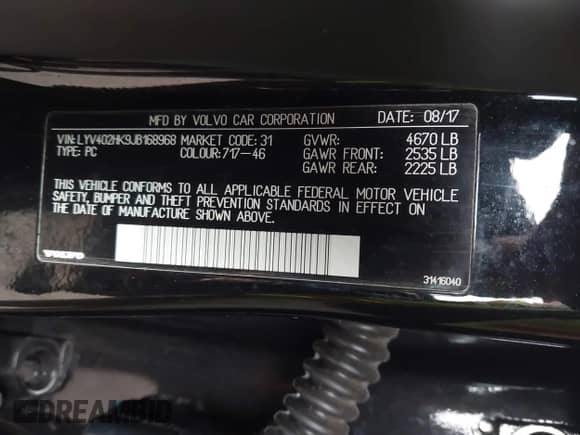 MFD BY VOLVO CAR CORPORATION DATE: 08/17
VIN: LYV402HK9JB168968 MARKET CODE: 31 GVWR: 4670 LB
TYPE: PC COLOUR: 717-46 GAWR FRONT: 2535 LB
GAWR REAR: 2225 LB
THIS VEHICLE CONFORMS TO ALL APPLICABLE FEDERAL MOTOR VEHICLE
SAFETY, BUMPER AND THEFT PREVENTION STANDARDS IN EFFECT ON
THE DATE OF MANUFACTURE SHOWN ABOVE.
VOLVO
31416040
DREAMBID